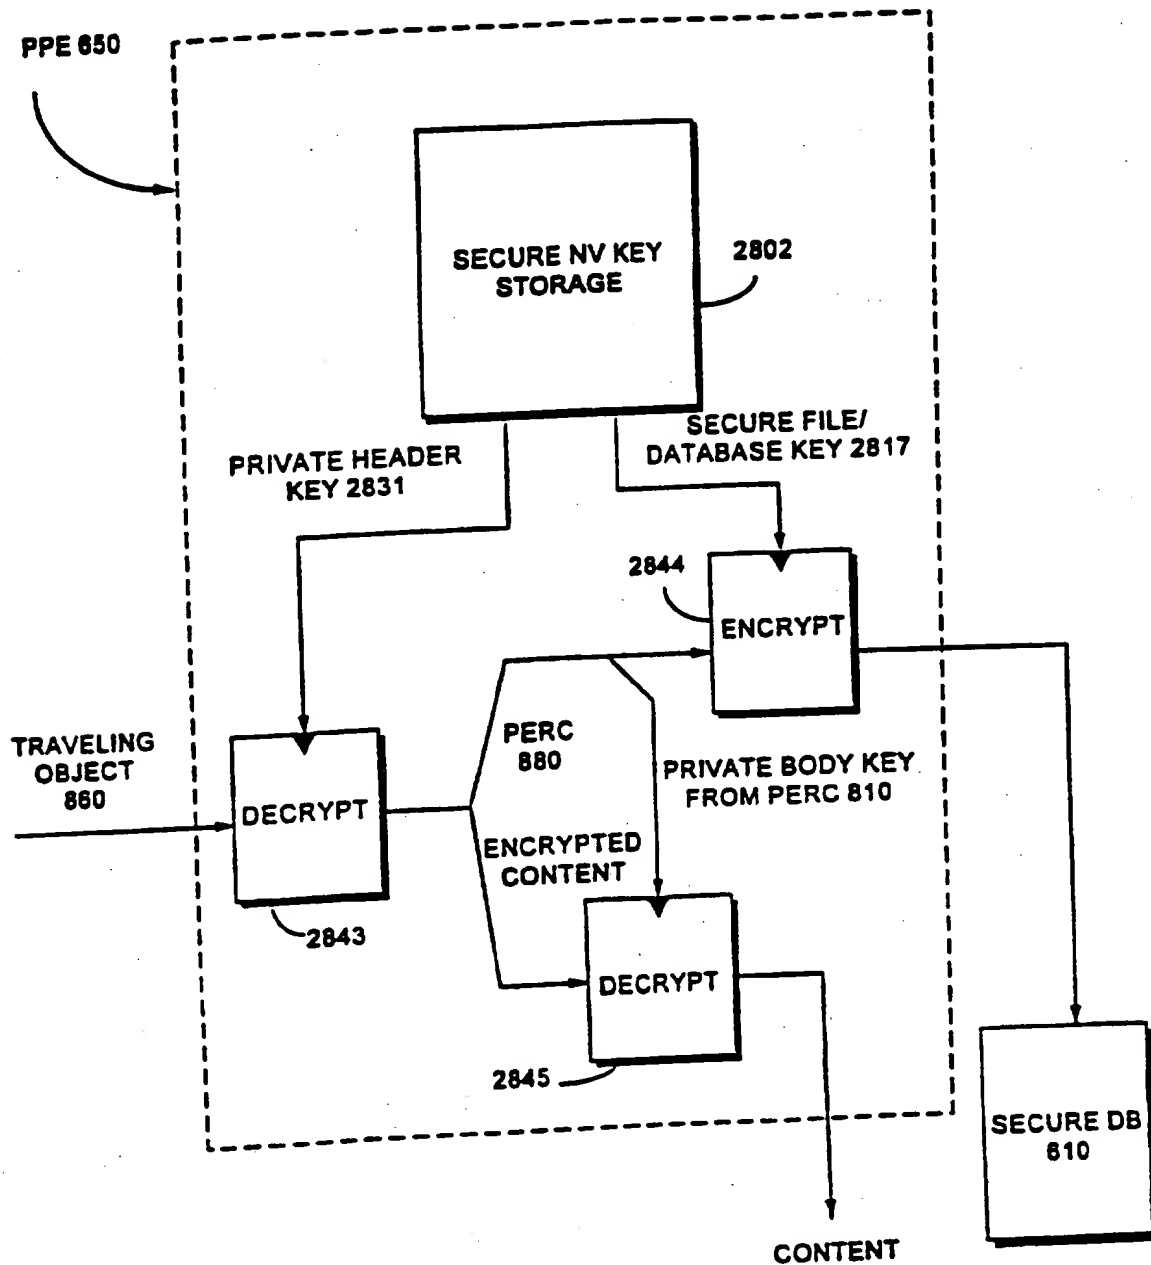 PPE 650
SECURE NV KEY
STORAGE
2802
PRIVATE HEADER
KEY 2831
SECURE FILE/
DATABASE KEY 2817
2844
ENCRYPT
TRAVELING
OBJECT
860
DECRYPT
2843
PERC
880
PRIVATE BODY KEY
FROM PERC 810
ENCRYPTED
CONTENT
DECRYPT
2845
SECURE DB
610
CONTENT